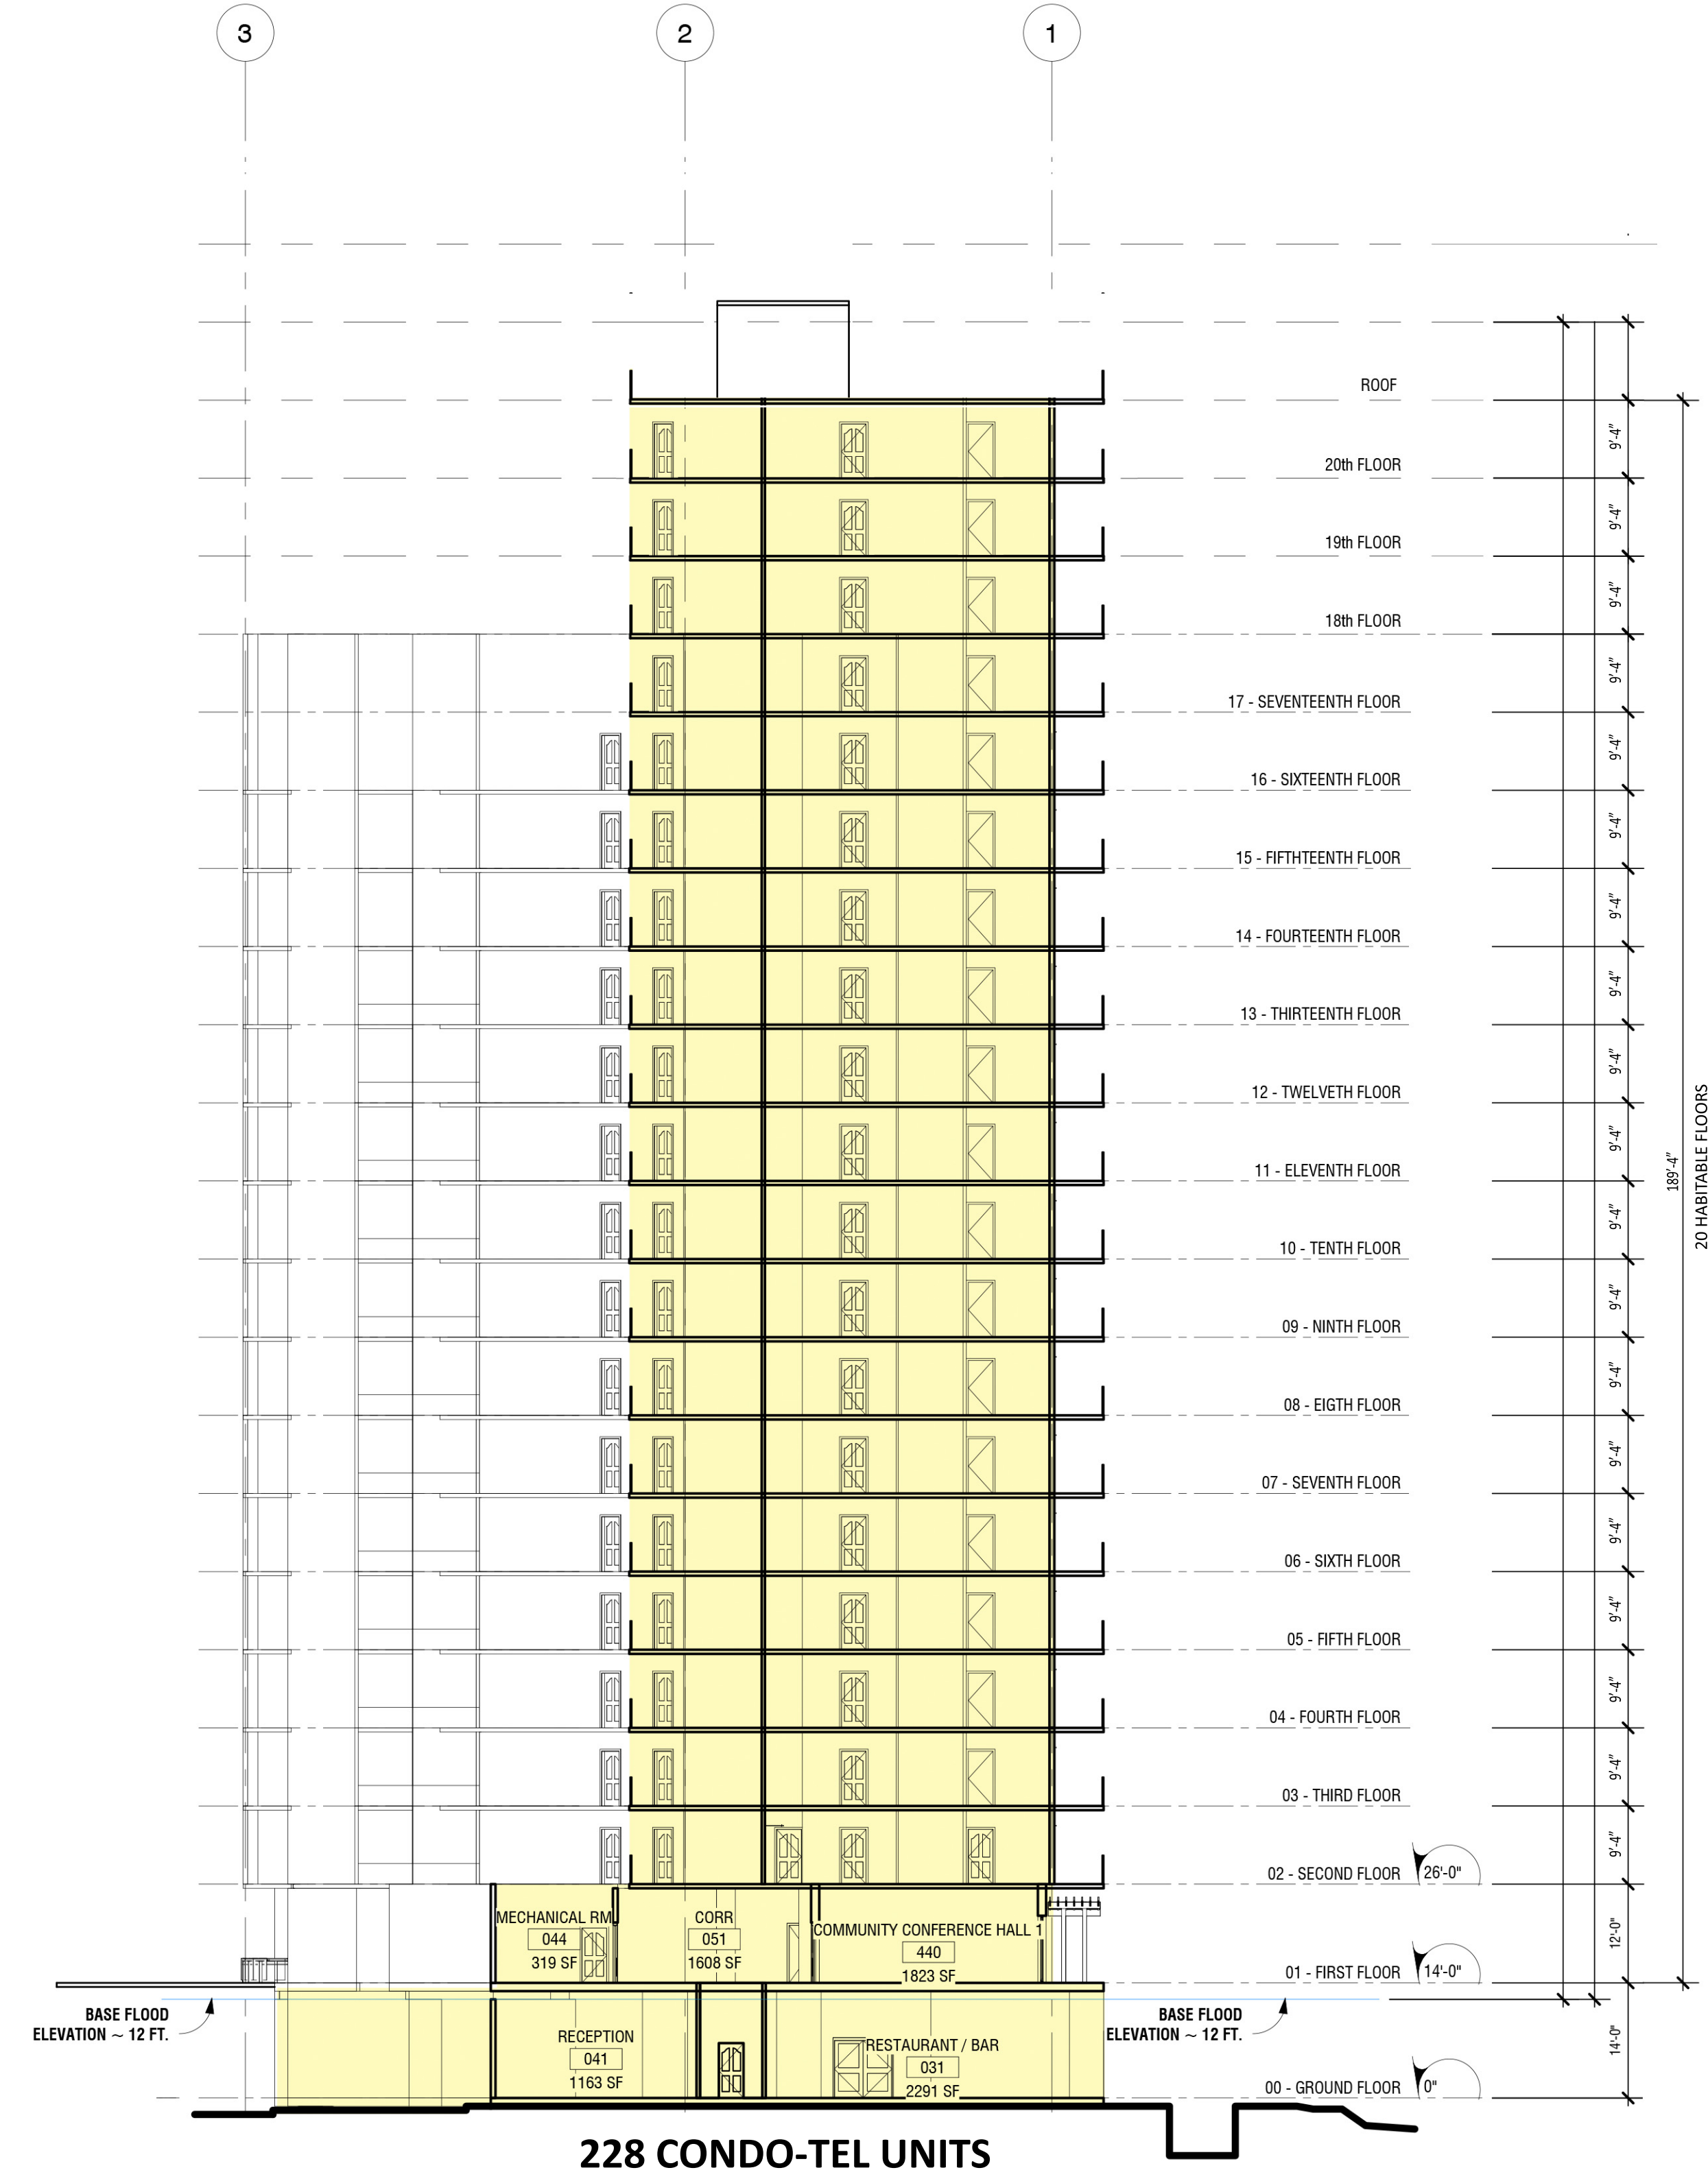 3
2
1
ROOF
9'-4"
20th FLOOR
9'-4"
19th FLOOR
9'-4"
18th FLOOR
9'-4"
17 - SEVENTEENTH FLOOR
9'-4"
16 - SIXTEENTH FLOOR
9'-4"
15 - FIFTHTEENTH FLOOR
9'-4"
14 - FOURTEENTH FLOOR
9'-4"
13 - THIRTEENTH FLOOR
9'-4"
12 - TWELVETH FLOOR
9'-4"
11 - ELEVENTH FLOOR
9'-4"
10 - TENTH FLOOR
9'-4"
09 - NINTH FLOOR
9'-4"
08 - EIGTH FLOOR
9'-4"
07 - SEVENTH FLOOR
9'-4"
06 - SIXTH FLOOR
9'-4"
05 - FIFTH FLOOR
9'-4"
04 - FOURTH FLOOR
9'-4"
03 - THIRD FLOOR
9'-4"
02 - SECOND FLOOR
26'-0"
12'-0"
01 - FIRST FLOOR
14'-0"
14'-0"
00 - GROUND FLOOR
0"
189'-4"
20 HABITABLE FLOORS
MECHANICAL RM
044
319 SF
CORR
051
1608 SF
COMMUNITY CONFERENCE HALL 1
440
1823 SF
BASE FLOOD
ELEVATION ~ 12 FT.
RECEPTION
041
1163 SF
RESTAURANT / BAR
031
2291 SF
BASE FLOOD
ELEVATION ~ 12 FT.
228 CONDO-TEL UNITS